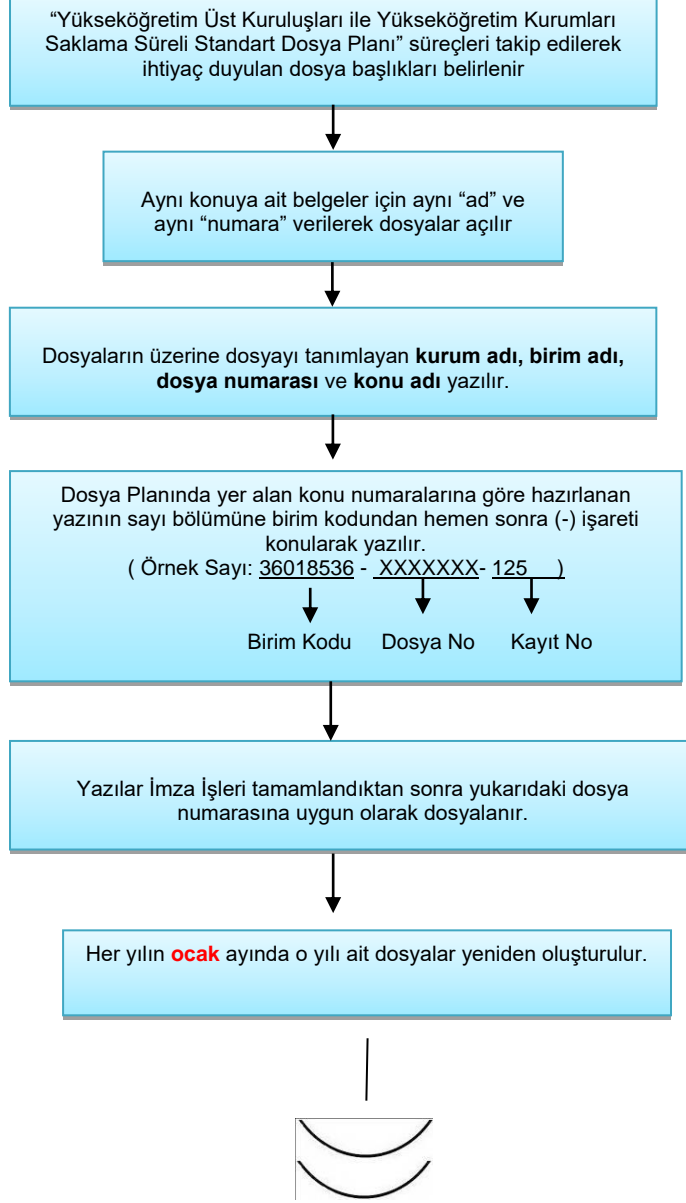 “Yükseköğretim Üst Kuruluşları ile Yükseköğretim Kurumları
Saklama Süreli Standart Dosya Planı” süreçleri takip edilerek
ihtiyaç duyulan dosya başlıkları belirlenir
Aynı konuya ait belgeler için aynı “ad” ve
aynı “numara” verilerek dosyalar açılır
Dosyaların üzerine dosyayı tanımlayan kurum adı, birim adı,
dosya numarası ve konu adı yazılır.
Dosya Planında yer alan konu numaralarına göre hazırlanan
yazının sayı bölümüne birim kodundan hemen sonra (-) işareti
konularak yazılır.
( Örnek Sayı: 36018536 - XXXXXXX- 125 )
Birim Kodu Dosya No Kayıt No
Yazılar İmza İşleri tamamlandıktan sonra yukarıdaki dosya
numarasına uygun olarak dosyalanır.
Her yılın ocak ayında o yılı ait dosyalar yeniden oluşturulur.